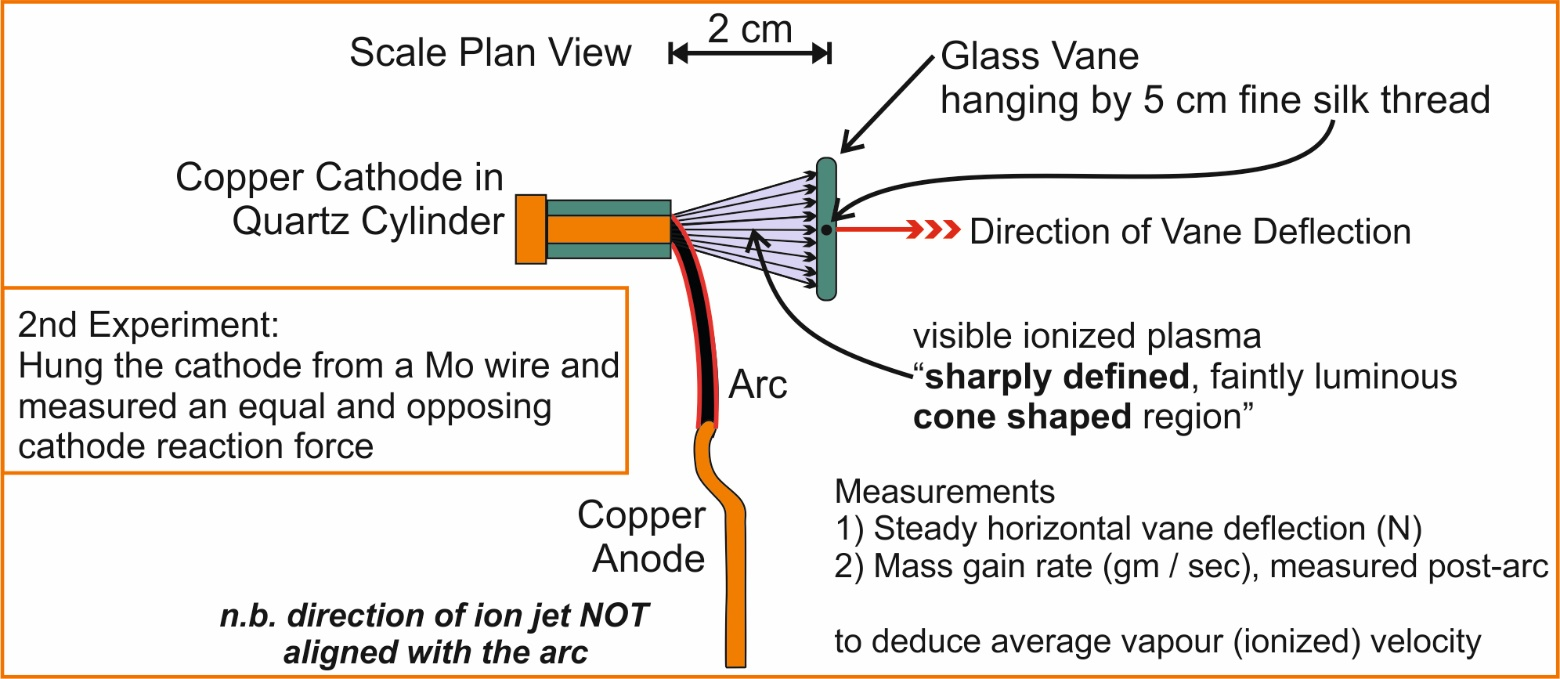 2 cm
Scale Plan View
Glass Vane
hanging by 5 cm fine silk thread
Copper Cathode in
Quartz Cylinder
Direction of Vane Deflection
2nd Experiment:
Hung the cathode from a Mo wire and
measured an equal and opposing
cathode reaction force
visible ionized plasma
“sharply defined, faintly luminous
cone shaped region”
Arc
Copper
Anode
Measurements
1) Steady horizontal vane deflection (N)
2) Mass gain rate (gm / sec), measured post-arc
to deduce average vapour (ionized) velocity
n.b. direction of ion jet NOT
aligned with the arc